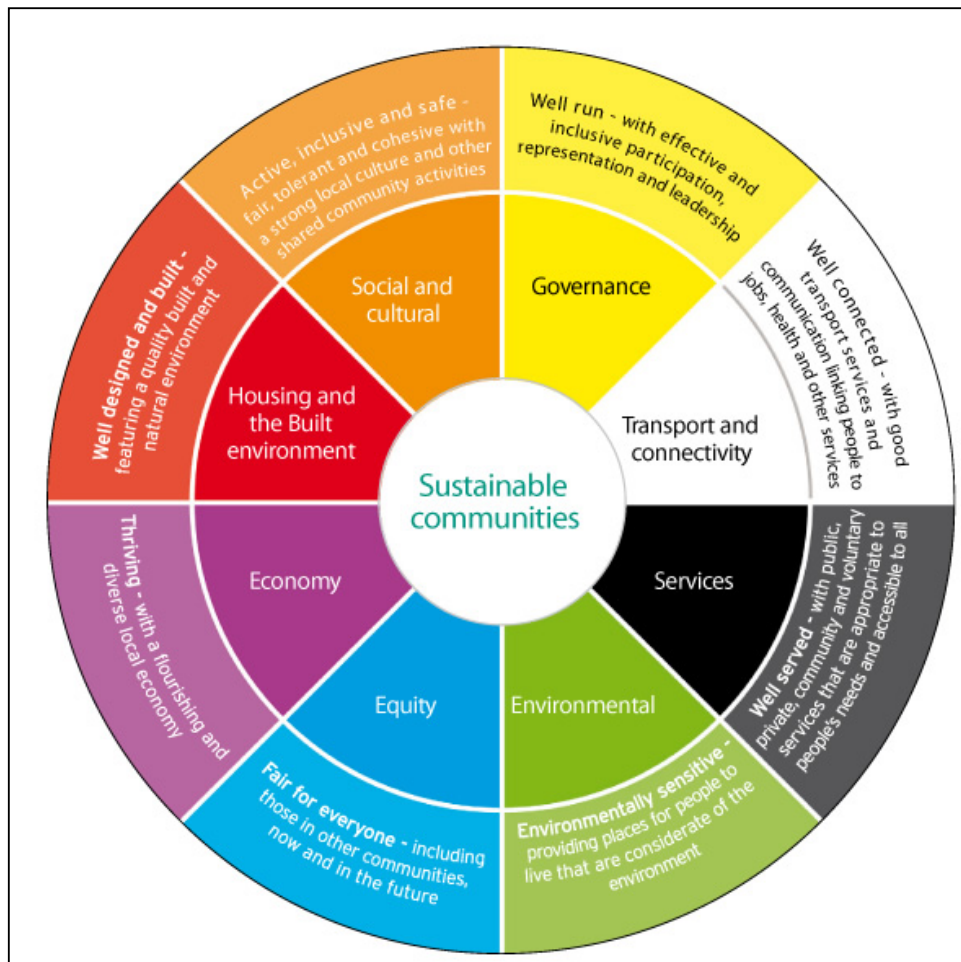 Active, inclusive and safe -
fair, tolerant and cohesive with
a strong local culture and other
shared community activities
Well run - with effective and
inclusive participation,
representation and leadership
Well connected - with good
transport services and
communication linking people to
jobs, health and other services
Well served - with public,
private, community and voluntary
services that are appropriate to
people's needs and accessible to all
Environmentally sensitive -
providing places for people to
live that are considerate of the
environment
Fair for everyone - including
those in other communities,
now and in the future
Thriving - with a flourishing and
diverse local economy
Well designed and built -
featuring a quality built and
natural environment
Social and
cultural
Governance
Transport and
connectivity
Services
Environmental
Equity
Economy
Housing and
the Built
environment
Sustainable
communities